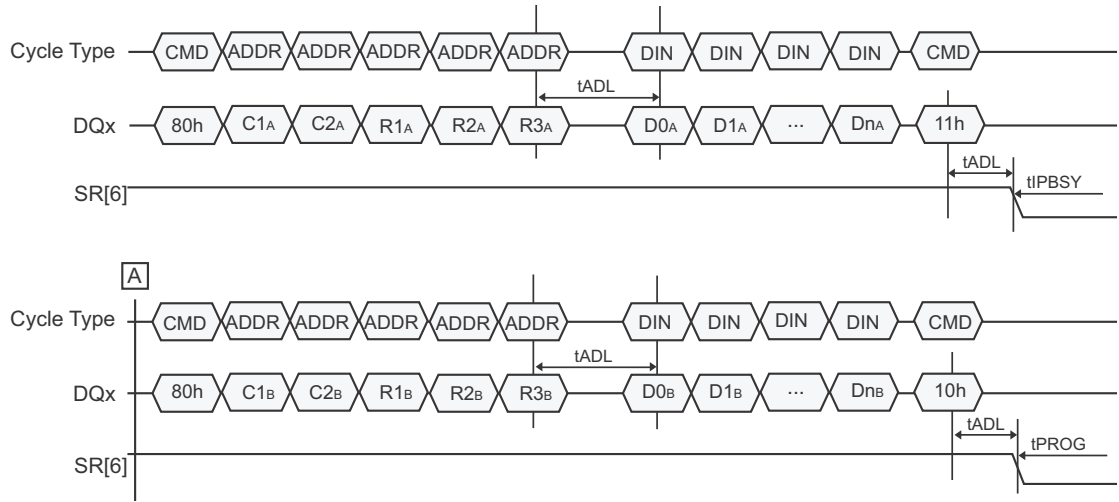 Cycle Type CMD ADDR ADDR ADDR ADDR ADDR DIN DIN DIN DIN CMD
tADL
DQx 80h C1A C2A R1A R2A R3A D0A D1A ... DnA 11h
tADL
tIPBSY
SR[6]
A
Cycle Type CMD ADDR ADDR ADDR ADDR ADDR DIN DIN DIN DIN CMD
tADL
DQx 80h C1B C2B R1B R2B R3B D0B D1B ... DnB 10h
tADL
tPROG
SR[6]